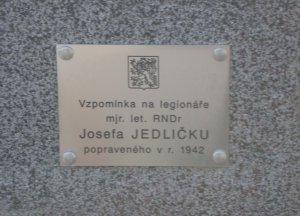 Vzpomínka na legionáře
mjr. let. RNDr
Josefa JEDLIČKU
popraveného v r. 1942